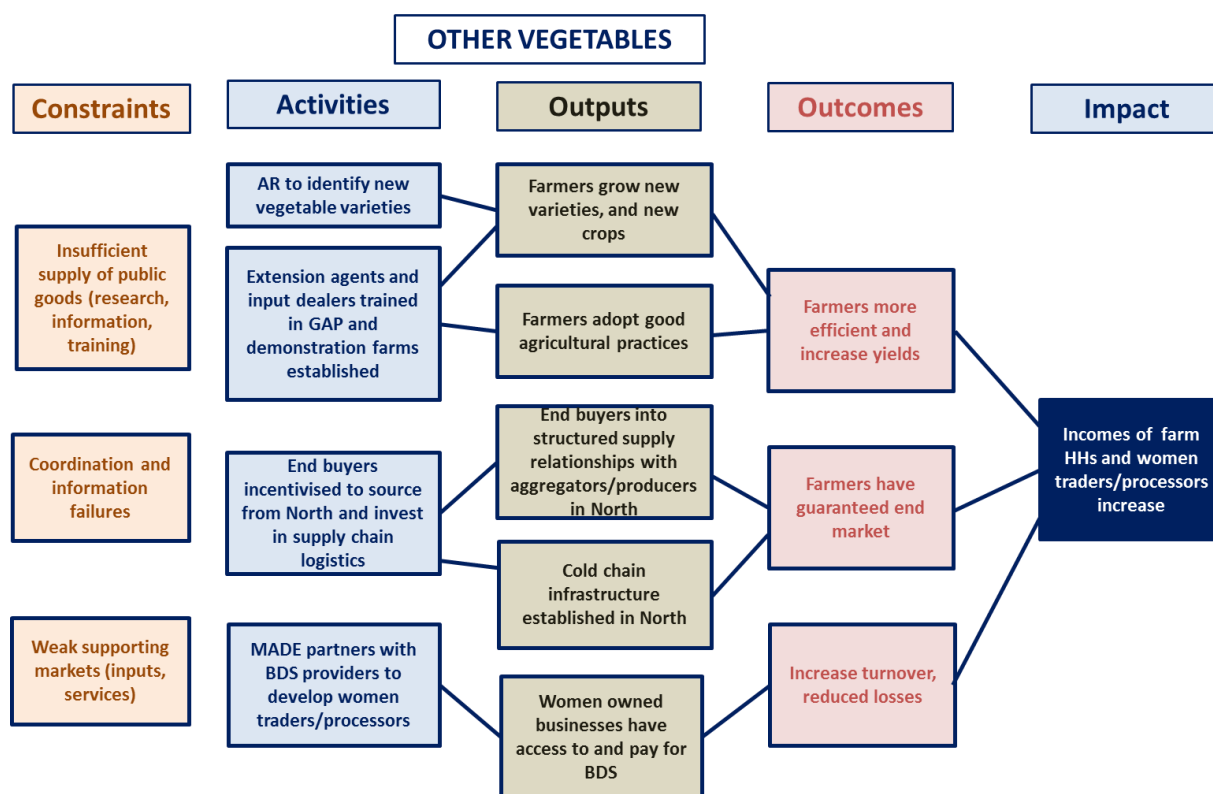 OTHER VEGETABLES
Constraints
Activities
Outputs
Outcomes
Impact
Insufficient
supply of public
goods (research,
information,
training)
Coordination and
information
failures
Weak supporting
markets (inputs,
services)
AR to identify new
vegetable varieties
Extension agents and
input dealers trained
in GAP and
demonstration farms
established
End buyers
incentivised to source
from North and invest
in supply chain
logistics
MADE partners with
BDS providers to
develop women
traders/processors
Farmers grow new
varieties, and new
crops
Farmers adopt good
agricultural practices
End buyers into
structured supply
relationships with
aggregators/producers
in North
Cold chain
infrastructure
established in North
Women owned
businesses have
access to and pay for
BDS
Farmers more
efficient and
increase yields
Farmers have
guaranteed end
market
Increase turnover,
reduced losses
Incomes of farm
HHs and women
traders/processors
increase